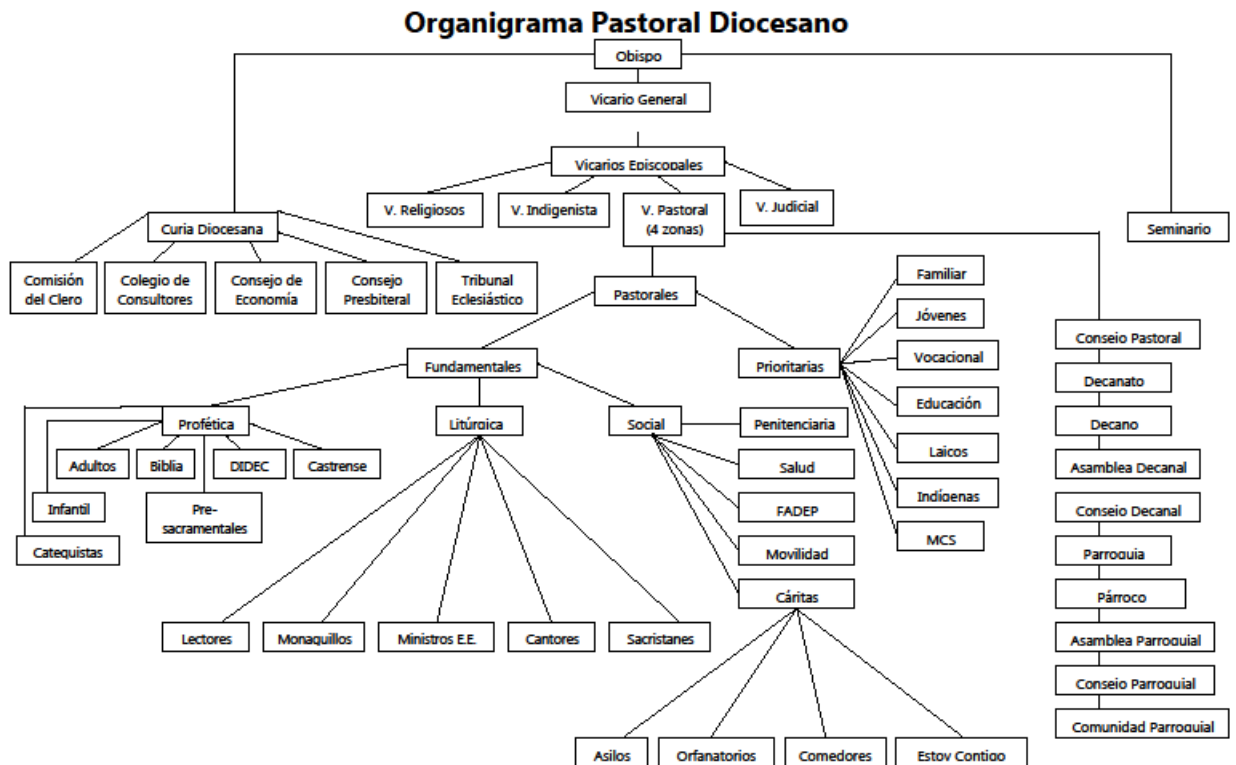 Organigrama Pastoral Diocesano
Obispo
Vicario General
Vicarios Episcopales
V. Religiosos
V. Indigenista
V. Pastoral
(4 zonas)
V. Judicial
Curia Diocesana
Seminario
Comisión
del Clero
Colegio de
Consultores
Consejo de
Economía
Consejo
Presbiteral
Tribunal
Eclesiástico
Pastorales
Fundamentales
Prioritarias
Familiar
Jóvenes
Vocacional
Educación
Laicos
Indígenas
MCS
Profética
Litúrgica
Social
Adultos
Biblia
DIDEC
Castrense
Infantil
Pre-
sacramentales
Catequistas
Lectores
Monaguillos
Ministros E.E.
Cantores
Sacristanes
Penitenciaria
Salud
FADEP
Movilidad
Cáritas
Asilos
Orfanatorios
Comedores
Estoy Contigo
Consejo Pastoral
Decanato
Decano
Asamblea Decanal
Consejo Decanal
Parroquia
Párroco
Asamblea Parroquial
Consejo Parroquial
Comunidad Parroquial